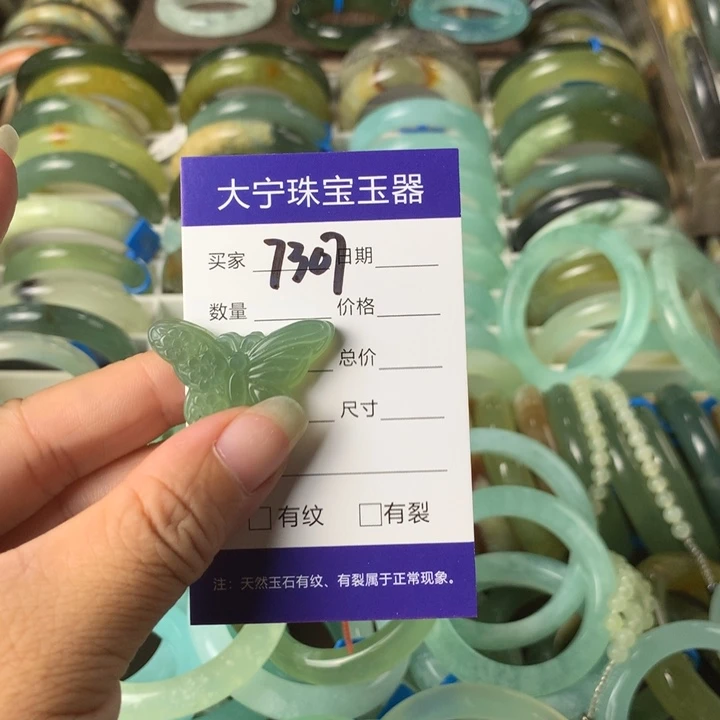 大宁珠宝玉器
买家 7307 日期
数量 价格
总价
尺寸
有纹 有裂
注：天然玉石有纹、有裂属于正常现象。